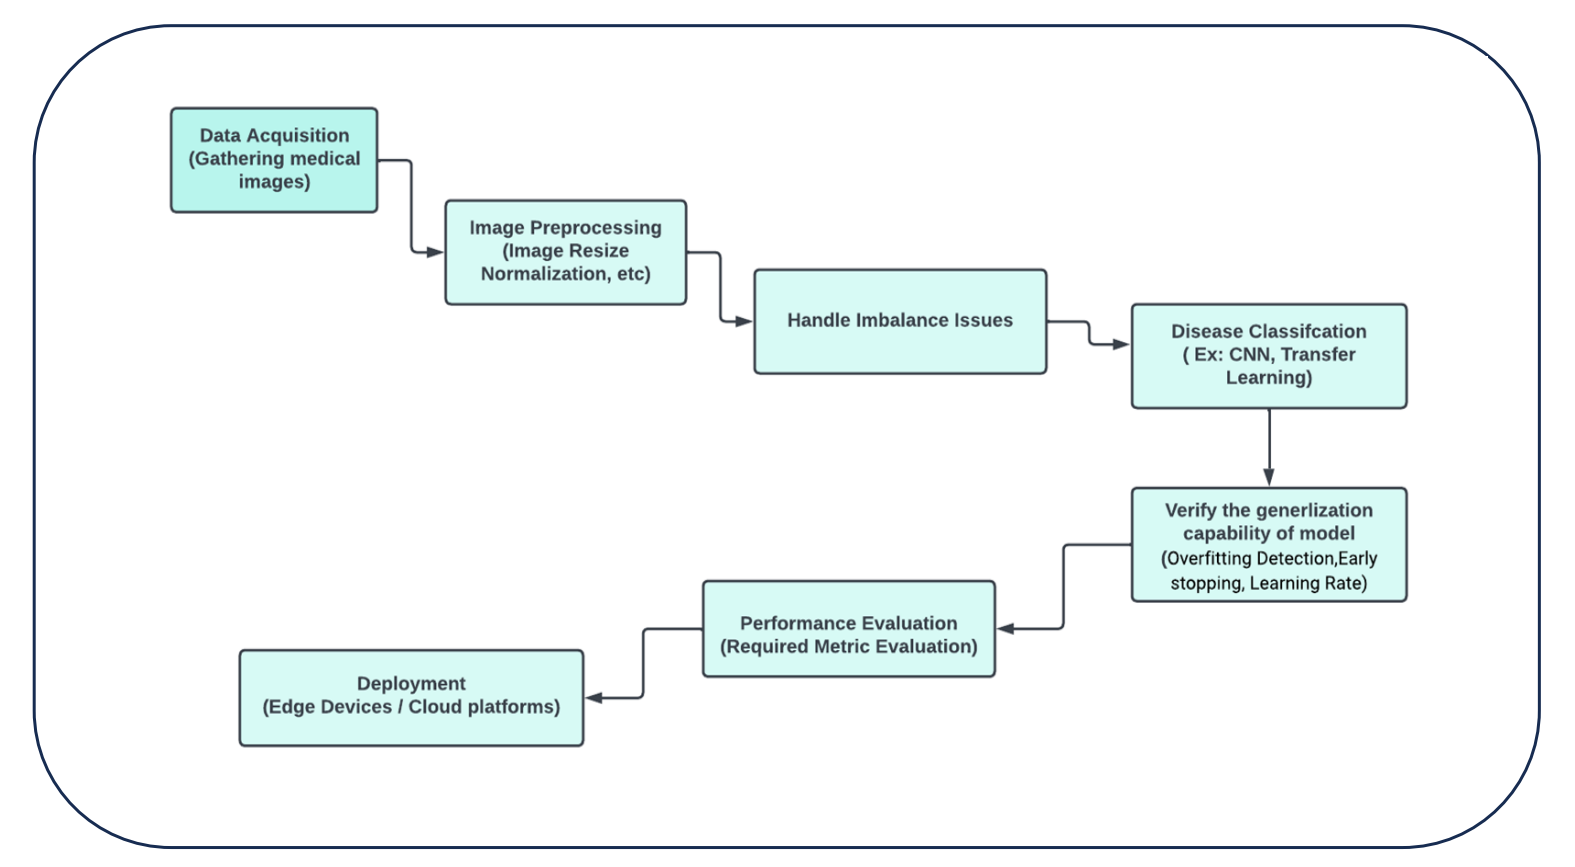 Data Acquisition
(Gathering medical
images)
Image Preprocessing
(Image Resize
Normalization, etc)
Handle Imbalance Issues
Disease Classifcation
( Ex: CNN, Transfer
Learning)
Verify the generlization
capability of model
(Overfitting Detection,Early
stopping, Learning Rate)
Performance Evaluation
(Required Metric Evaluation)
Deployment
(Edge Devices / Cloud platforms)